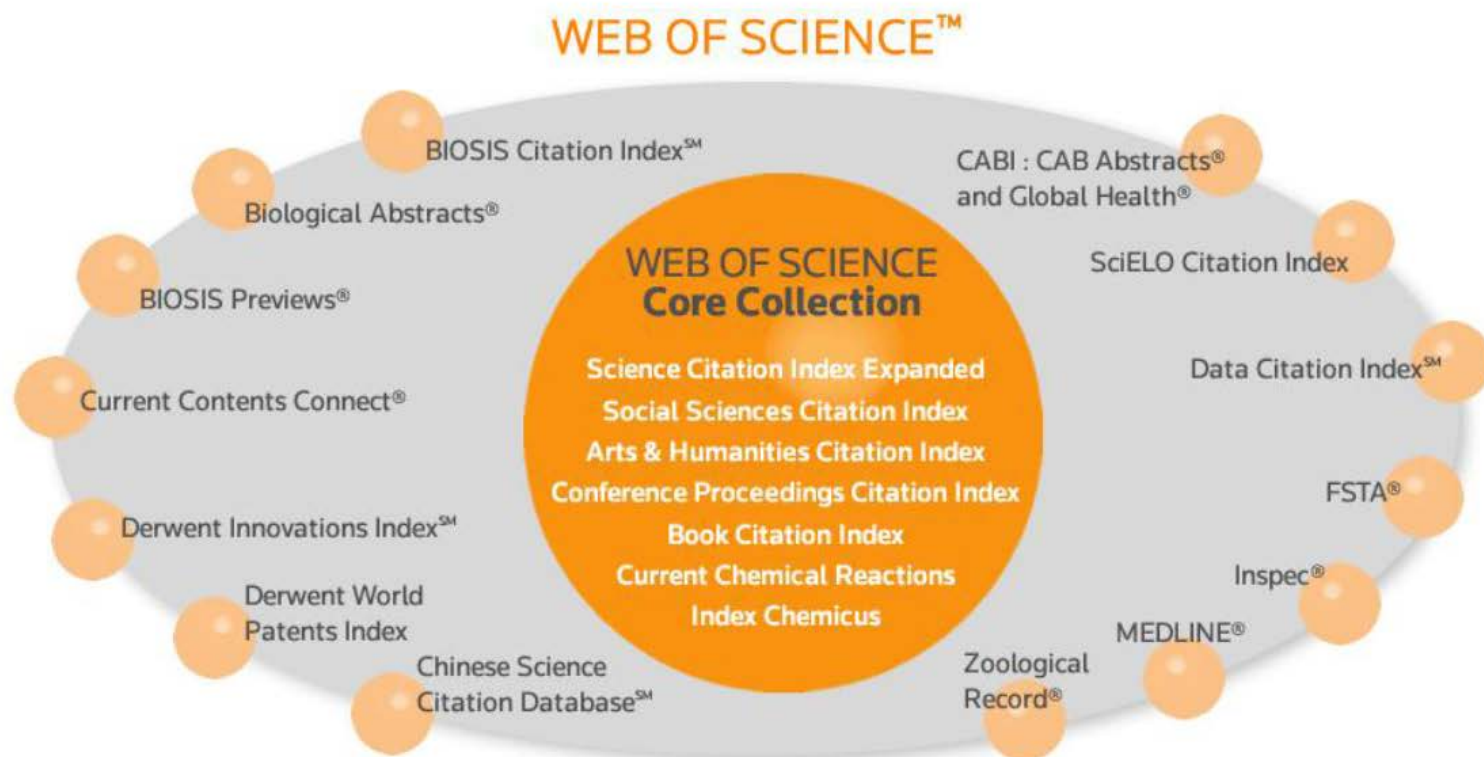 WEB OF SCIENCE™
BIOSIS Citation Index℠
Biological Abstracts®
BIOSIS Previews®
Current Contents Connect®
Derwent Innovations Index℠
Derwent World
Patents Index
Chinese Science
Citation Database℠
WEB OF SCIENCE
Core Collection
Science Citation Index Expanded
Social Sciences Citation Index
Arts & Humanities Citation Index
Conference Proceedings Citation Index
Book Citation Index
Current Chemical Reactions
Index Chemicus
CABI : CAB Abstracts®
and Global Health®
SciELO Citation Index
Data Citation Index℠
FSTA®
Inspec®
MEDLINE®
Zoological
Record®